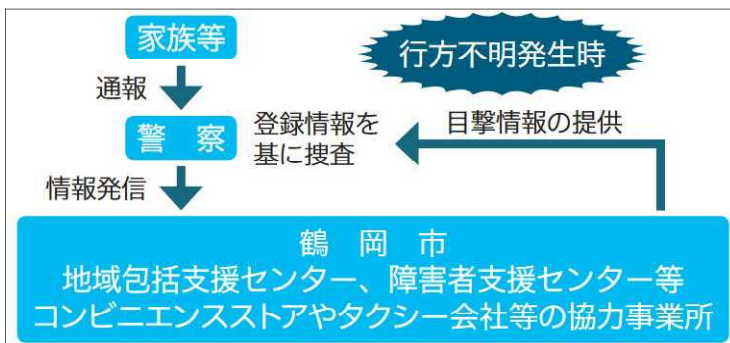 家族等
行方不明発生時
通報
警 察
登録情報を
基に捜査
目撃情報の提供
情報発信
鶴 岡 市
地域包括支援センター、障害者支援センター等
コンビニエンスストアやタクシー会社等の協力事業所